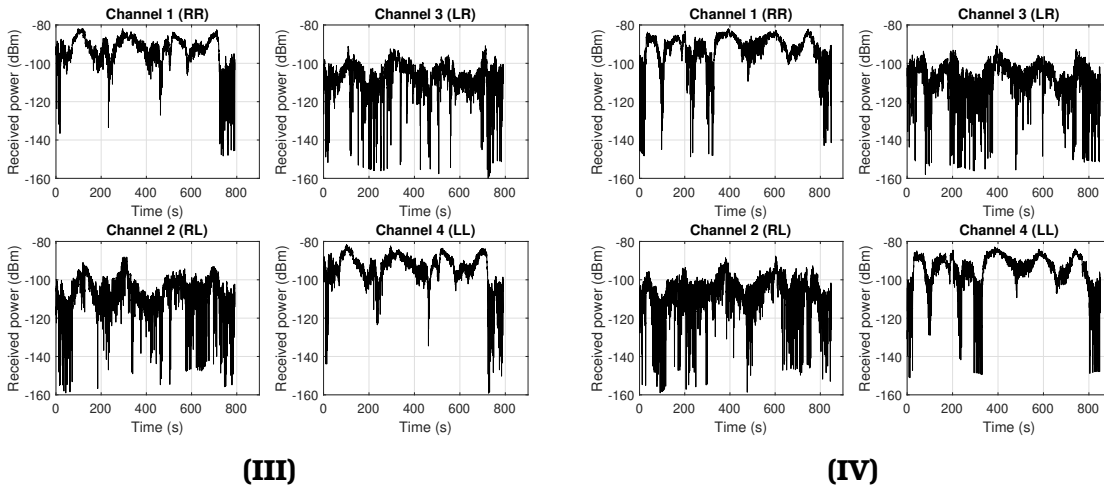 Channel 1 (RR)
Received power (dBm)
-80
-100
-120
-140
-160
0 200 400 600 800
Time (s)
Channel 3 (LR)
Received power (dBm)
-80
-100
-120
-140
-160
0 200 400 600 800
Time (s)
Channel 2 (RL)
Received power (dBm)
-80
-100
-120
-140
-160
0 200 400 600 800
Time (s)
Channel 4 (LL)
Received power (dBm)
-80
-100
-120
-140
-160
0 200 400 600 800
Time (s)
(III)
Channel 1 (RR)
Received power (dBm)
-80
-100
-120
-140
-160
0 200 400 600 800
Time (s)
Channel 3 (LR)
Received power (dBm)
-80
-100
-120
-140
-160
0 200 400 600 800
Time (s)
Channel 2 (RL)
Received power (dBm)
-80
-100
-120
-140
-160
0 200 400 600 800
Time (s)
Channel 4 (LL)
Received power (dBm)
-80
-100
-120
-140
-160
0 200 400 600 800
Time (s)
(IV)